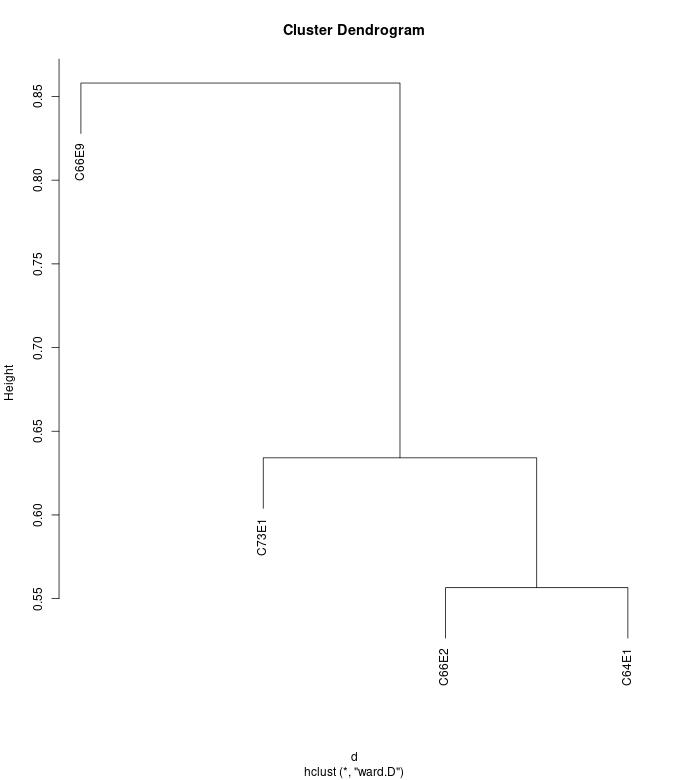 Cluster Dendrogram
Height
0.85
0.80
0.75
0.70
0.65
0.60
0.55
C66E9
C73E1
C66E2
C64E1
d
hclust (*, "ward.D")